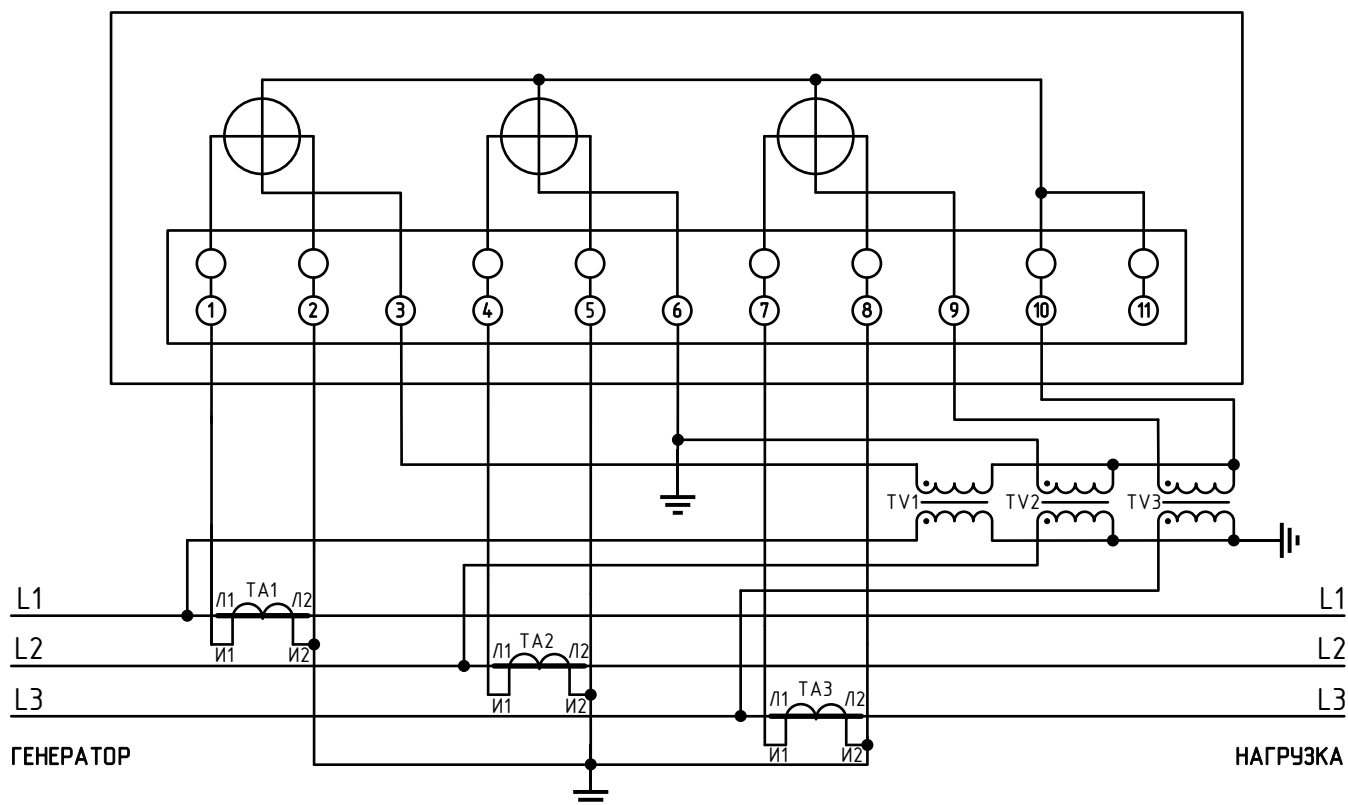 1 2 3 4 5 6 7 8 9 10 11
TV1 TV2 TV3
L1 Л1 TA1 Л2 L1
И1 И2
L2 Л1 TA2 Л2 L2
И1 И2
L3 Л1 TA3 Л2 L3
И1 И2
ГЕНЕРАТОР НАГРУЗКА